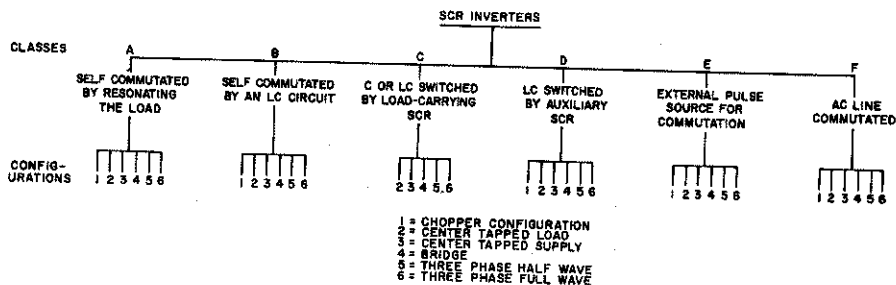 SCR INVERTERS
CLASSES
A
B
C
D
E
F
SELF COMMUTATED
BY RESONATING
THE LOAD
SELF COMMUTATED
BY AN LC CIRCUIT
C OR LC SWITCHED
BY LOAD-CARRYING
SCR
LC SWITCHED
BY AUXILIARY
SCR
EXTERNAL PULSE
SOURCE FOR
COMMUTATION
AC LINE
COMMUTATED
CONFIG-
URATIONS
1 2 3 4 5 6
1 2 3 4 5 6
2 3 4 5.6
1 2 3 4 5 6
1 2 3 4 5 6
1 2 3 4 5 6
1 = CHOPPER CONFIGURATION
2 = CENTER TAPPED LOAD
3 = CENTER TAPPED SUPPLY
4 = BRIDGE
5 = THREE PHASE HALF WAVE
6 = THREE PHASE FULL WAVE